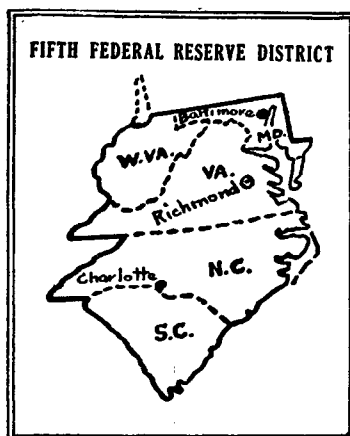 FIFTH FEDERAL RESERVE DISTRICT
Baltimore
MD.
W.VA.
VA.
Richmond
Charlotte
N.C.
S.C.